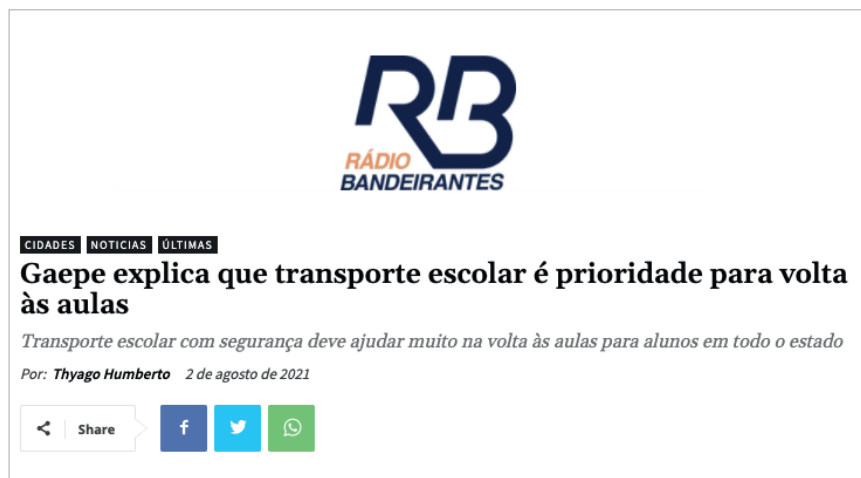 RB
RÁDIO
BANDEIRANTES
CIDADES NOTICIAS ÚLTIMAS
Gaepe explica que transporte escolar é prioridade para volta
às aulas
Transporte escolar com segurança deve ajudar muito na volta às aulas para alunos em todo o estado
Por: Thyago Humberto 2 de agosto de 2021
Share